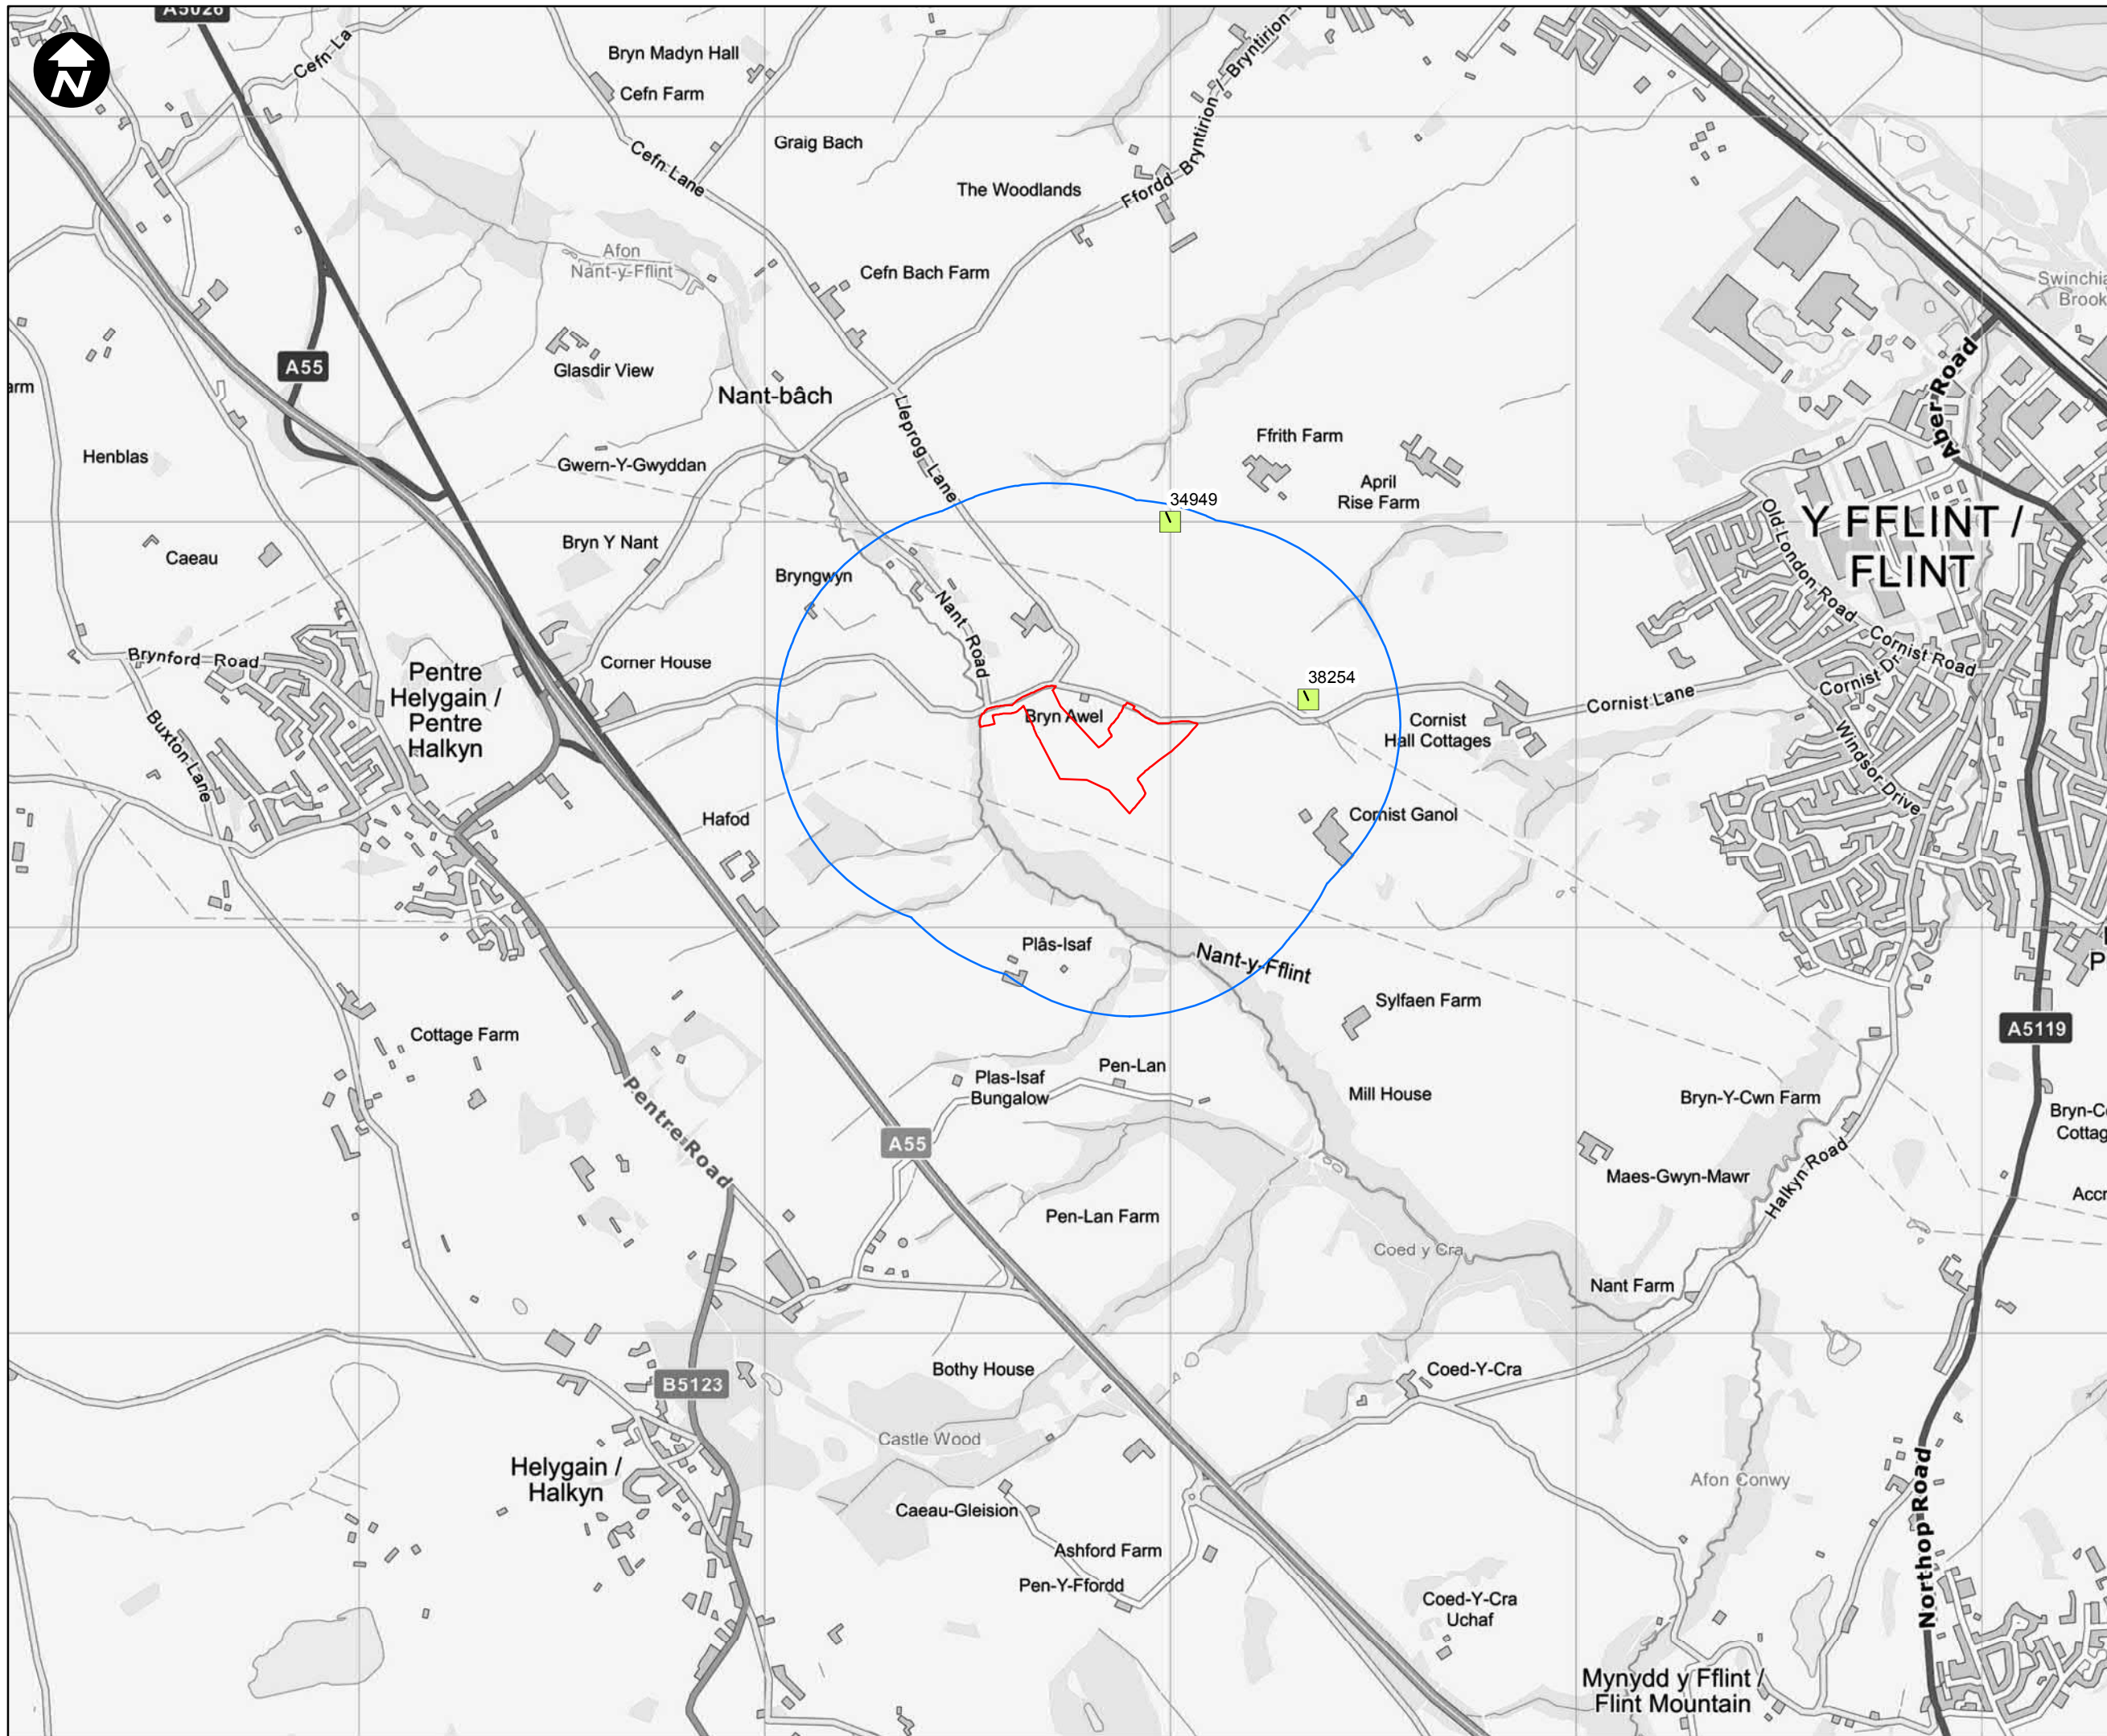 A5026
N
Cefn La
Bryn Madyn Hall
Cefn Farm
Graig Bach
Cefn Lane
The Woodlands
Ffordd Bryntirion / Bryntirion
Afon
Nant-y-Fflint
Cefn Bach Farm
Swinchia
Brook
A55
Glasdir View
Nant-bâch
Aber Road
arm
Lleprog Lane
Henblas
Gwern-Y-Gwyddan
Ffrith Farm
April
Rise Farm
34949
Old London Road
Y FFLINT /
FLINT
Caeau
Bryn Y Nant
Bryngwyn
Nant Road
Brynford Road
Corner House
Pentre
Helygain /
Pentre
Halkyn
38254
Cornist Road
Cornist Dr
Cornist Lane
Bryn Awel
Cornist
Hall Cottages
Windsor Drive
Buxton Lane
Hafod
Cornist Ganol
Plâs-Isaf
Nant-y-Fflint
P
Sylfaen Farm
A5119
Cottage Farm
Pen-Lan
Plas-Isaf
Bungalow
Mill House
Bryn-Y-Cwn Farm
Bryn-C
Cottag
Pentre Road
A55
Maes-Gwyn-Mawr
Halkyn Road
Accr
Pen-Lan Farm
Coed y Cra
Nant Farm
Bothy House
Coed-Y-Cra
B5123
Castle Wood
Helygain /
Halkyn
Afon Conwy
Caeau-Gleision
Northop Road
Ashford Farm
Pen-Y-Ffordd
Coed-Y-Cra
Uchaf
Mynydd y Fflint /
Flint Mountain